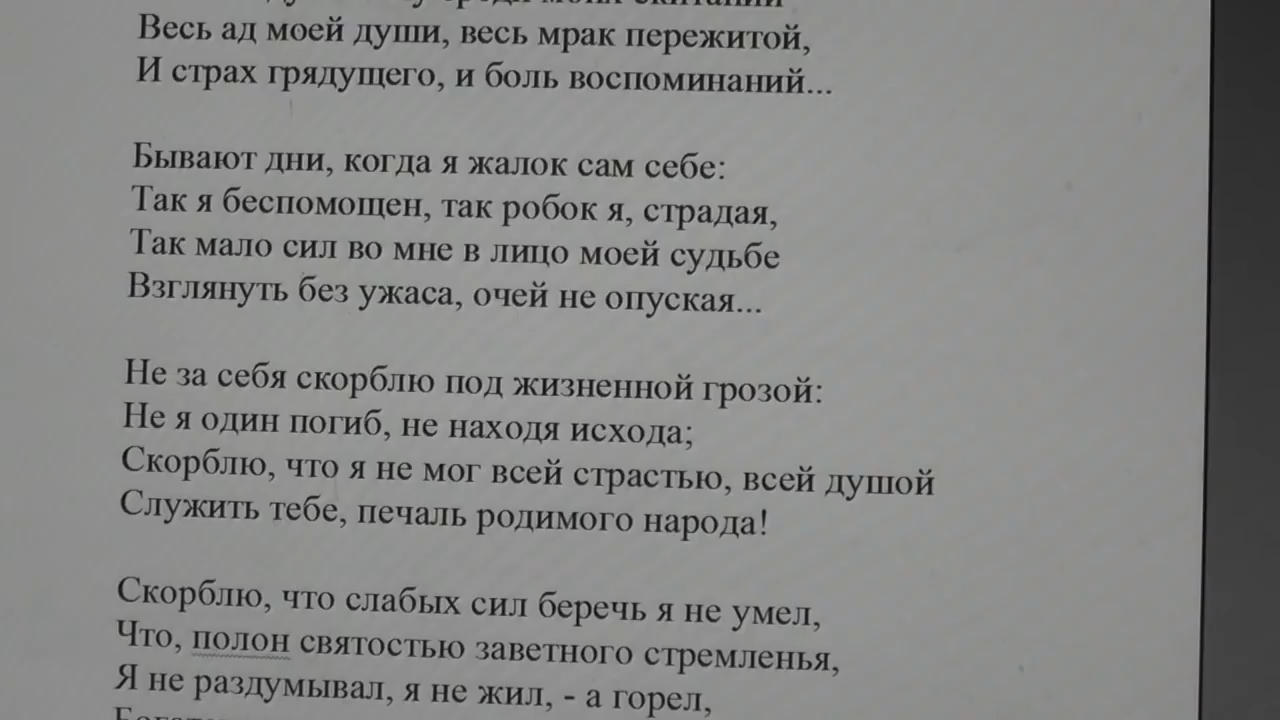 Весь ад моей души, весь мрак пережитой,
И страх грядущего, и боль воспоминаний...
Бывают дни, когда я жалок сам себе:
Так я беспомощен, так робок я, страдая,
Так мало сил во мне в лицо моей судьбе
Взглянуть без ужаса, очей не опуская...
Не за себя скорблю под жизненной грозой:
Не я один погиб, не находя исхода;
Скорблю, что я не мог всей страстью, всей душой
Служить тебе, печаль родимого народа!
Скорблю, что слабых сил беречь я не умел,
Что, полон святостью заветного стремленья,
Я не раздумывал, я не жил, - а горел,